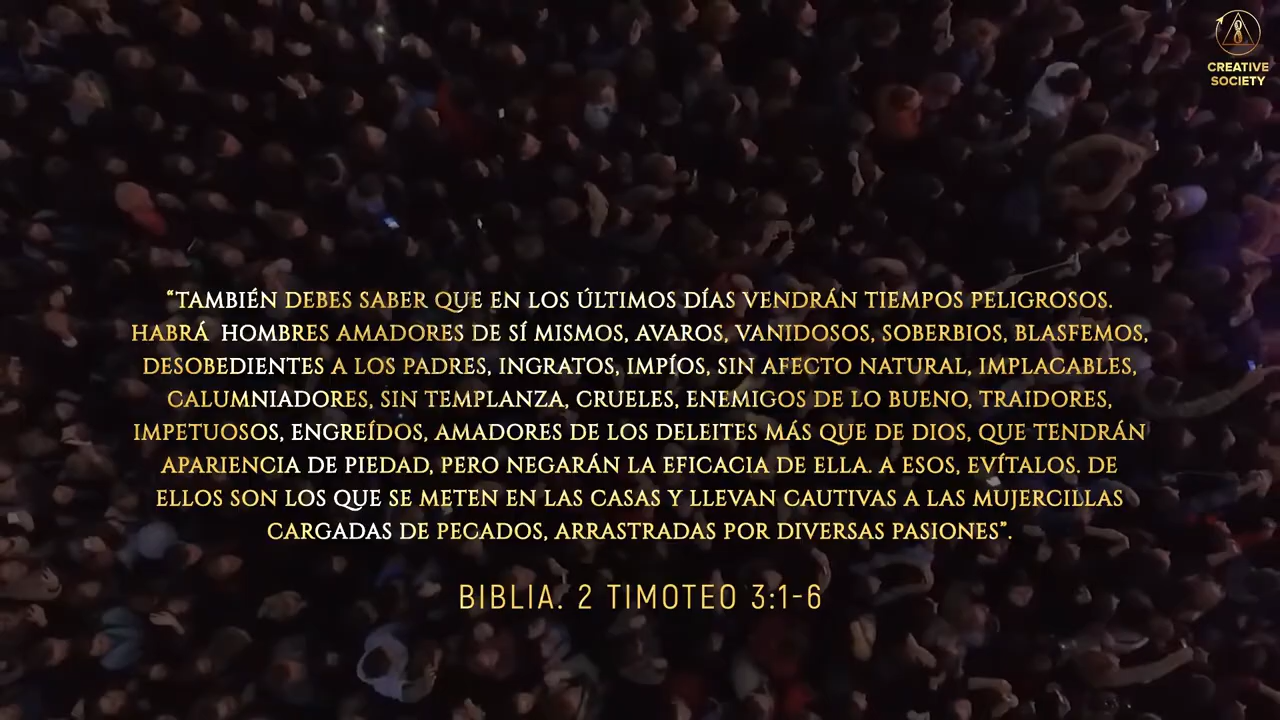 CREATIVE
SOCIETY
“TAMBIÉN DEBES SABER QUE EN LOS ÚLTIMOS DÍAS VENDRÁN TIEMPOS PELIGROSOS.
HABRÁ HOMBRES AMADORES DE SÍ MISMOS, AVAROS, VANIDOSOS, SOBERBIOS, BLASFEMOS,
DESOBEDIENTES A LOS PADRES, INGRATOS, IMPÍOS, SIN AFECTO NATURAL, IMPLACABLES,
CALUMNIADORES, SIN TEMPLANZA, CRUELES, ENEMIGOS DE LO BUENO, TRAIDORES,
IMPETUOSOS, ENGREÍDOS, AMADORES DE LOS DELEITES MÁS QUE DE DIOS, QUE TENDRÁN
APARIENCIA DE PIEDAD, PERO NEGARÁN LA EFICACIA DE ELLA. A ESOS, EVÍTALOS. DE
ELLOS SON LOS QUE SE METEN EN LAS CASAS Y LLEVAN CAUTIVAS A LAS MUJERCILLAS
CARGADAS DE PECADOS, ARRASTRADAS POR DIVERSAS PASIONES”.
BIBLIA. 2 TIMOTEO 3:1-6